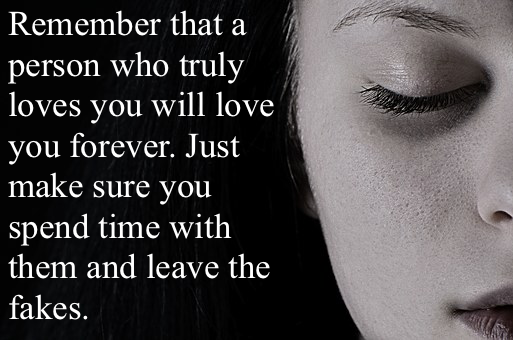 Remember that a
person who truly
loves you will love
you forever. Just
make sure you
spend time with
them and leave the
fakes.